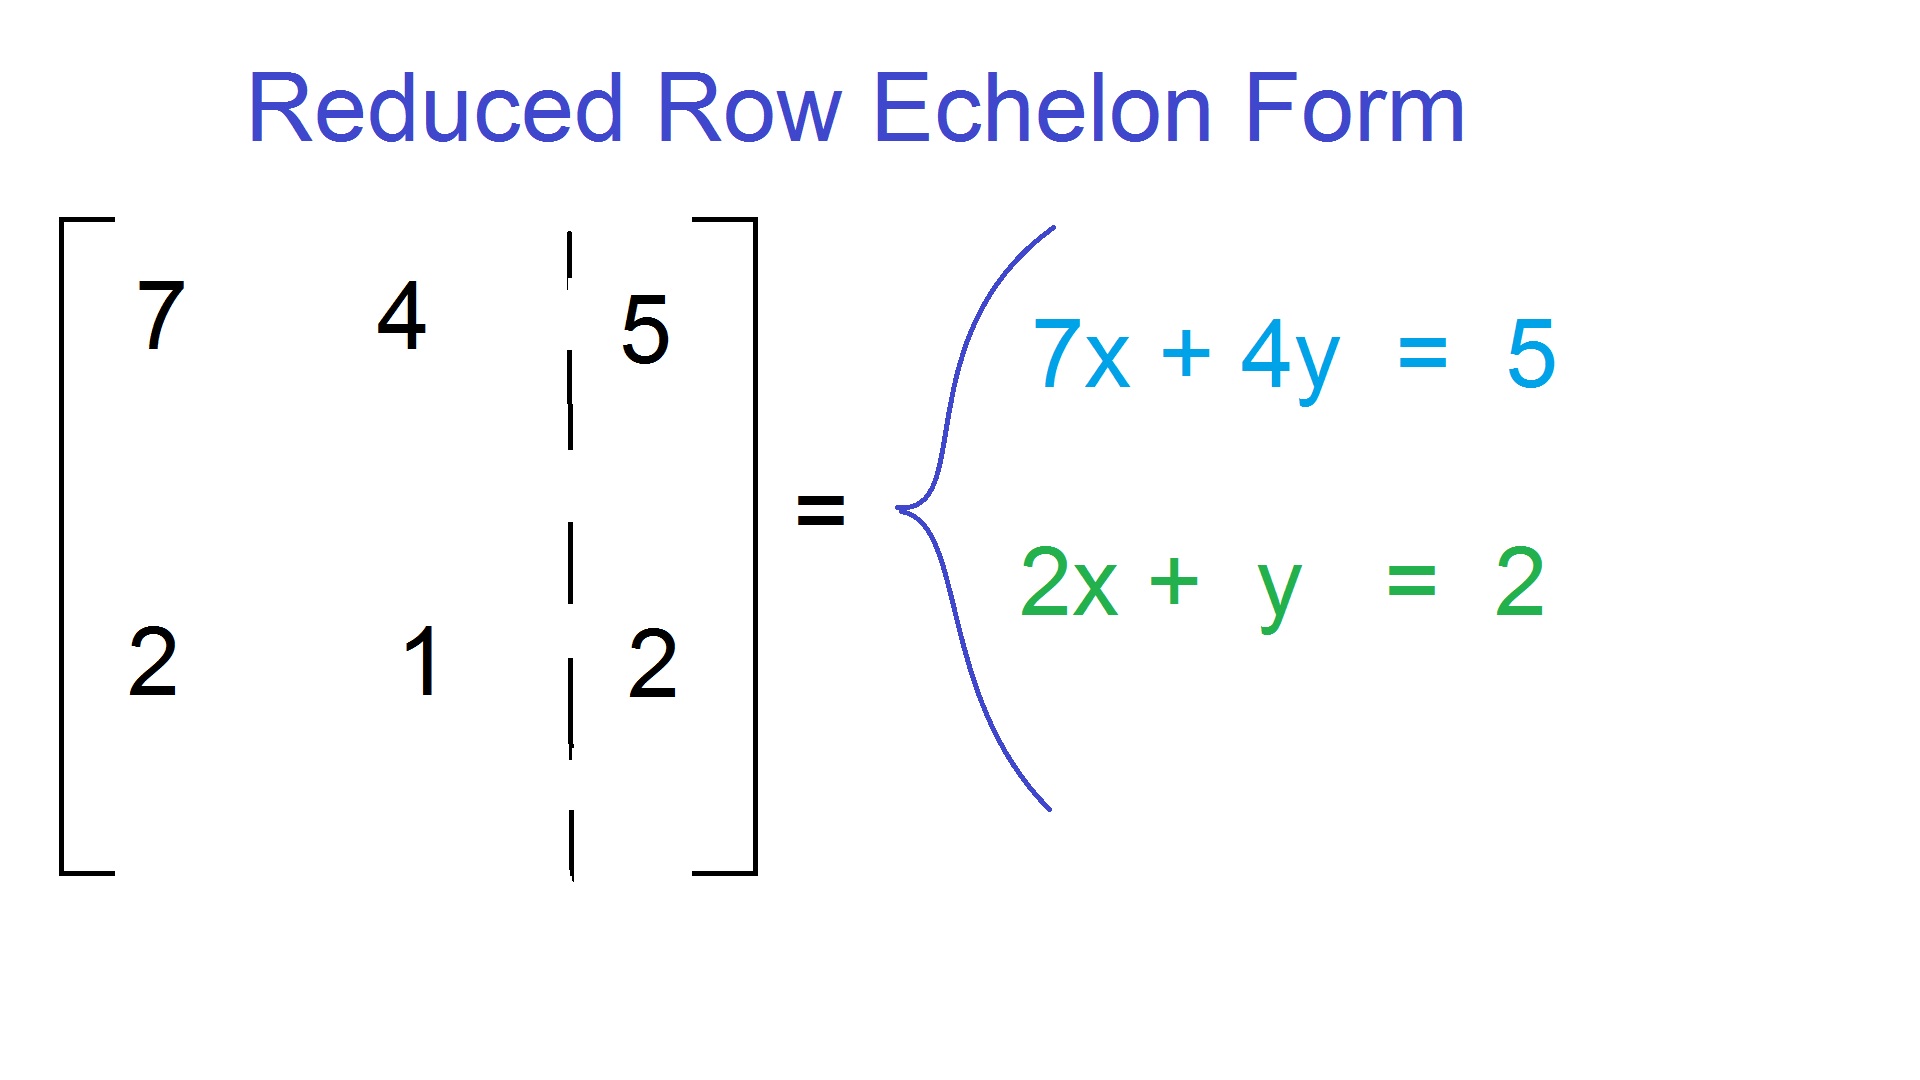 Reduced Row Echelon Form
7 4 5
7x + 4y = 5
=
2x + y = 2
2 1 2